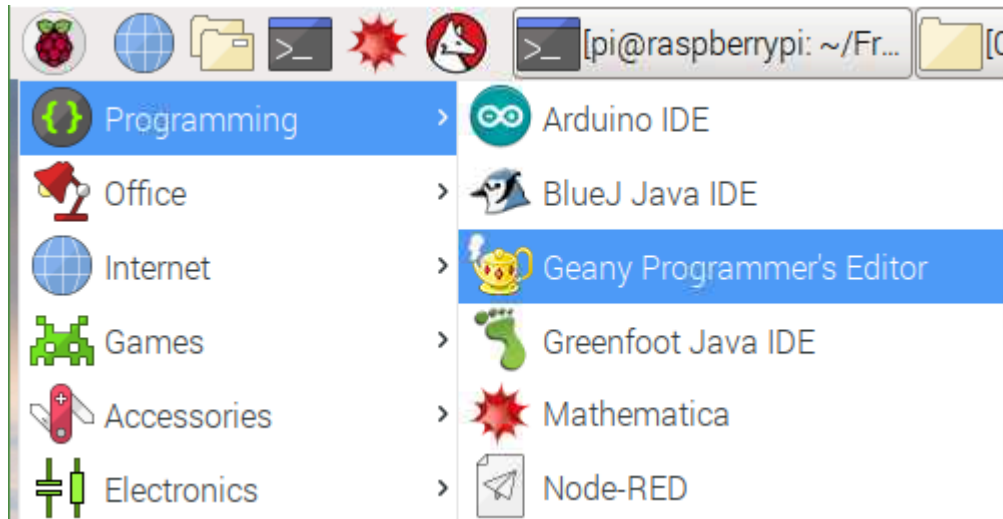 [pi@raspberrypi: ~/Fr...
Programming
Office
Internet
Games
Accessories
Electronics
Arduino IDE
BlueJ Java IDE
Geany Programmer's Editor
Greenfoot Java IDE
Mathematica
Node-RED